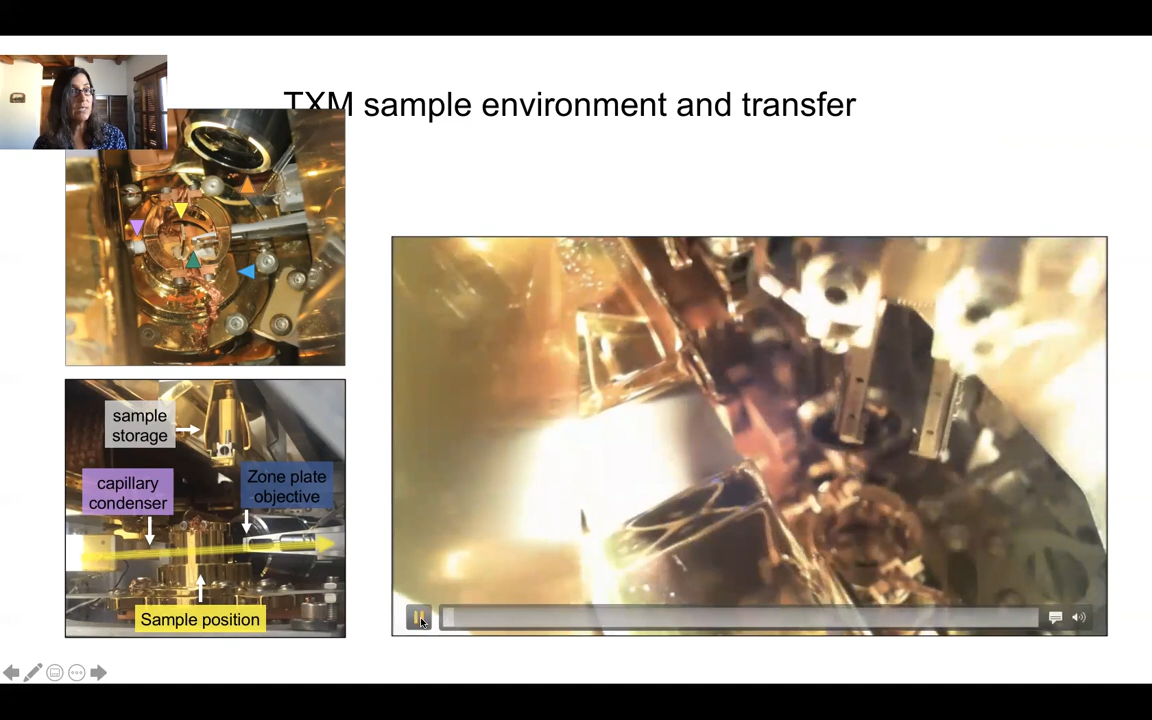 TXM sample environment and transfer
sample
storage
capillary
condenser
Zone plate
objective
Sample position